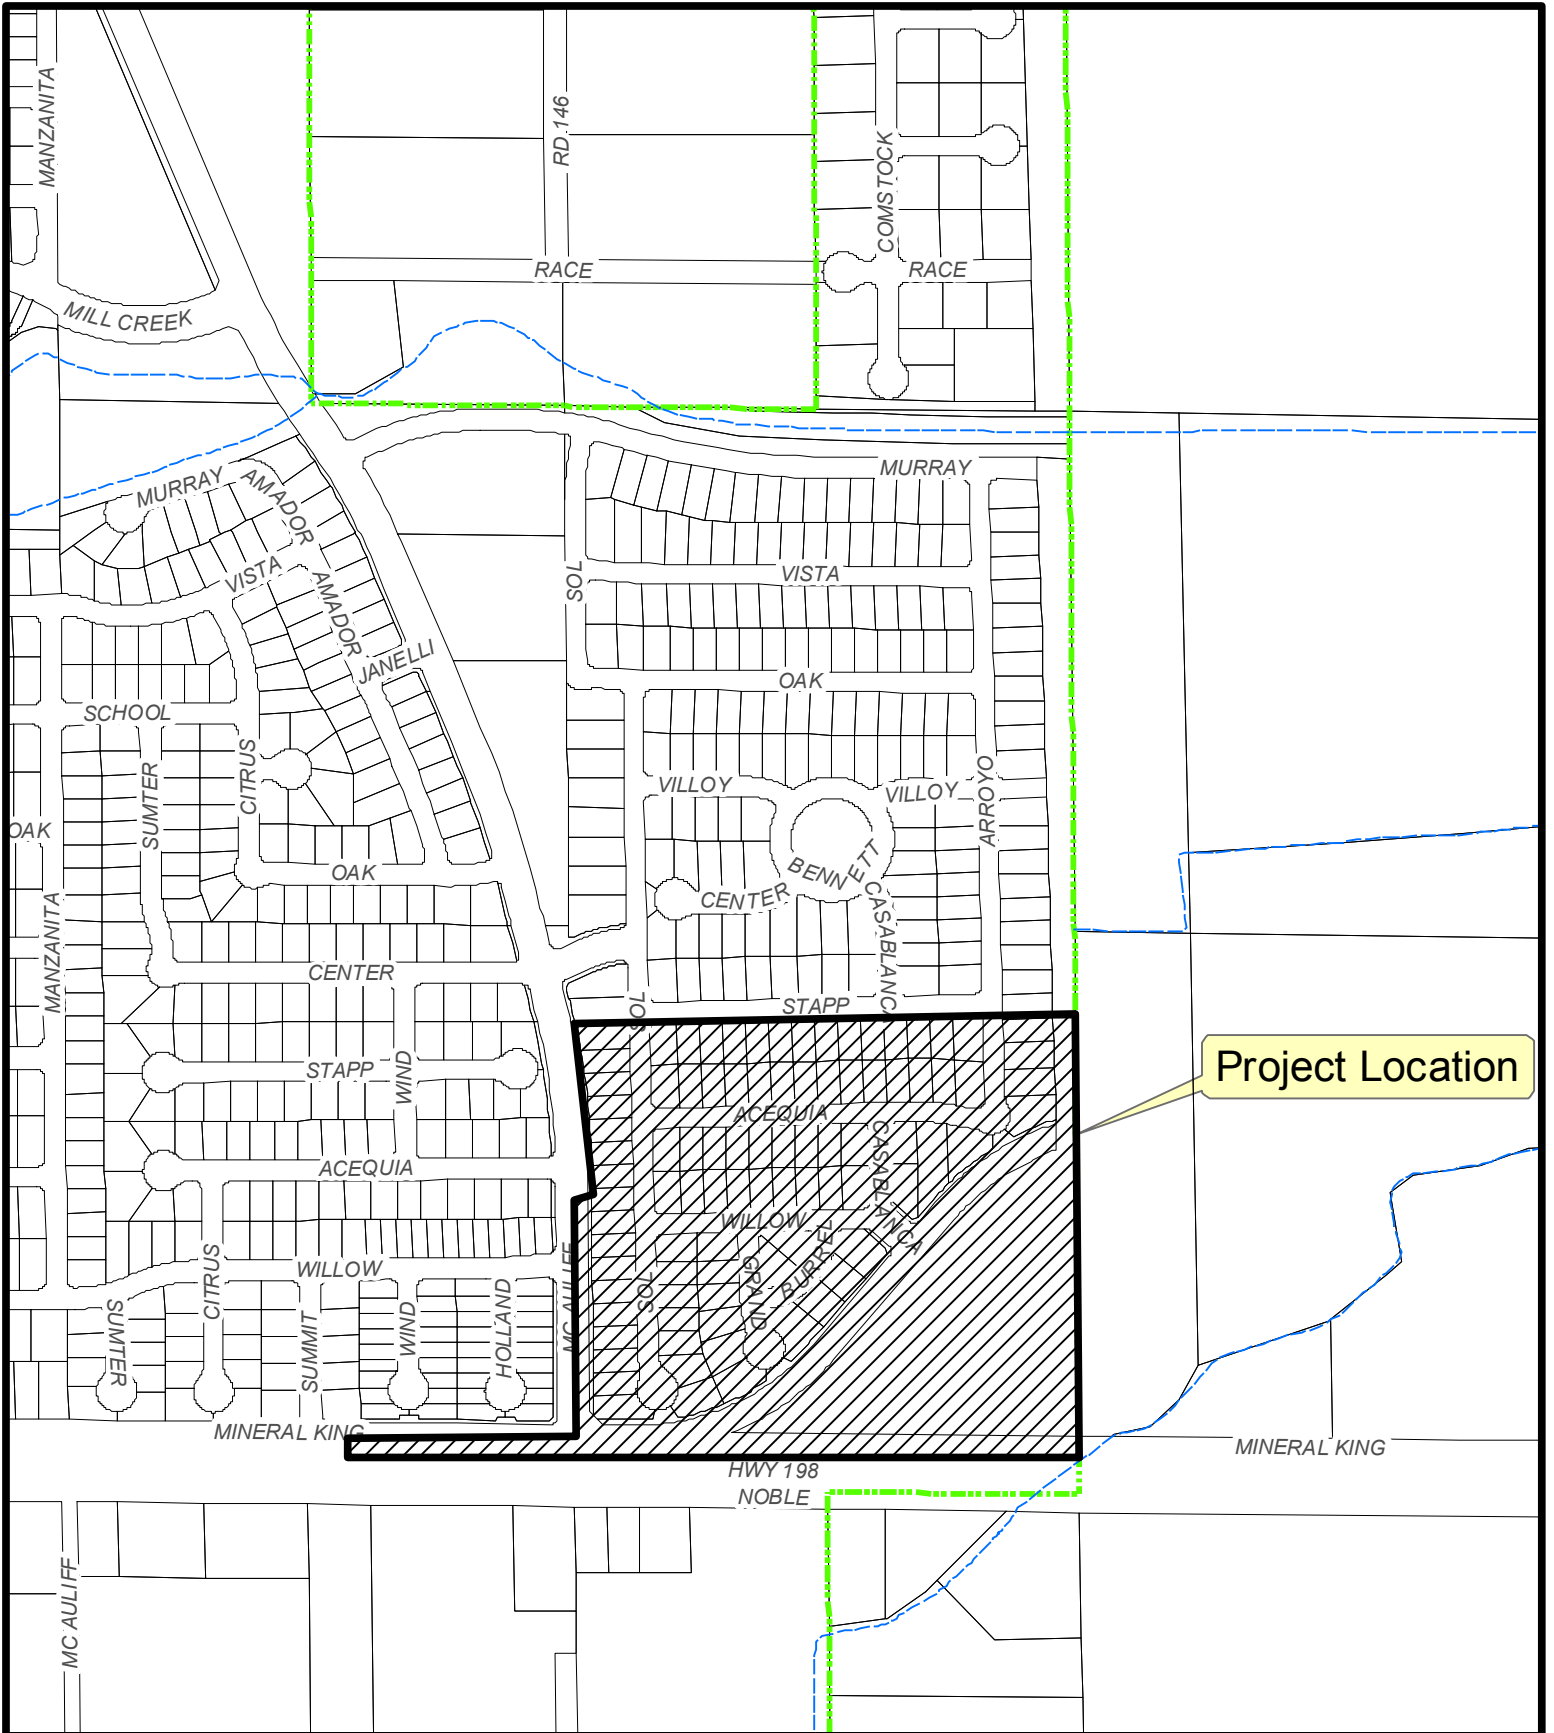 MANZANITA
RD 146
COMSTOCK
RACE
RACE
MILL CREEK
MURRAY
MURRAY
AMADOR
VISTA
VISTA
SOL
AMADOR
JANELLI
OAK
SCHOOL
CITRUS
SUMTER
VILLOY
VILLOY
ARROYO
OAK
OAK
BENNETT
CENTER
CASABLANCA
MANZANITA
CENTER
STAPP
SOL
Project Location
STAPP
WIND
ACEQUIA
CASABLANCA
ACEQUIA
WILLOW
BURREL
GRAND
SOL
WILLOW
CITRUS
SUMTER
SUMMIT
WIND
HOLLAND
MC AULIFF
MINERAL KING
MINERAL KING
HWY 198
NOBLE
MC AULIFF